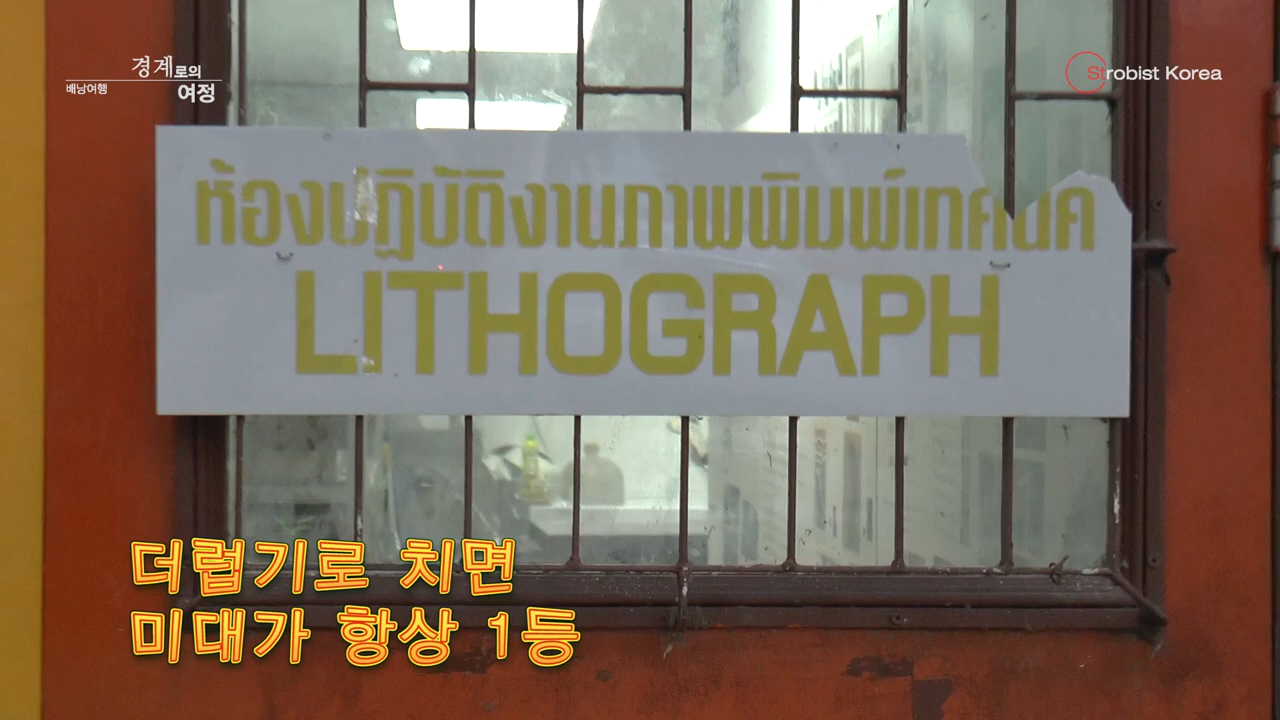 경계로의
배낭여행 여정
Strobist Korea
ห้องปฏิบัติงานภาพพิมพ์เทคนิค
LITHOGRAPH
더럽기로 치면
미대가 항상 1등